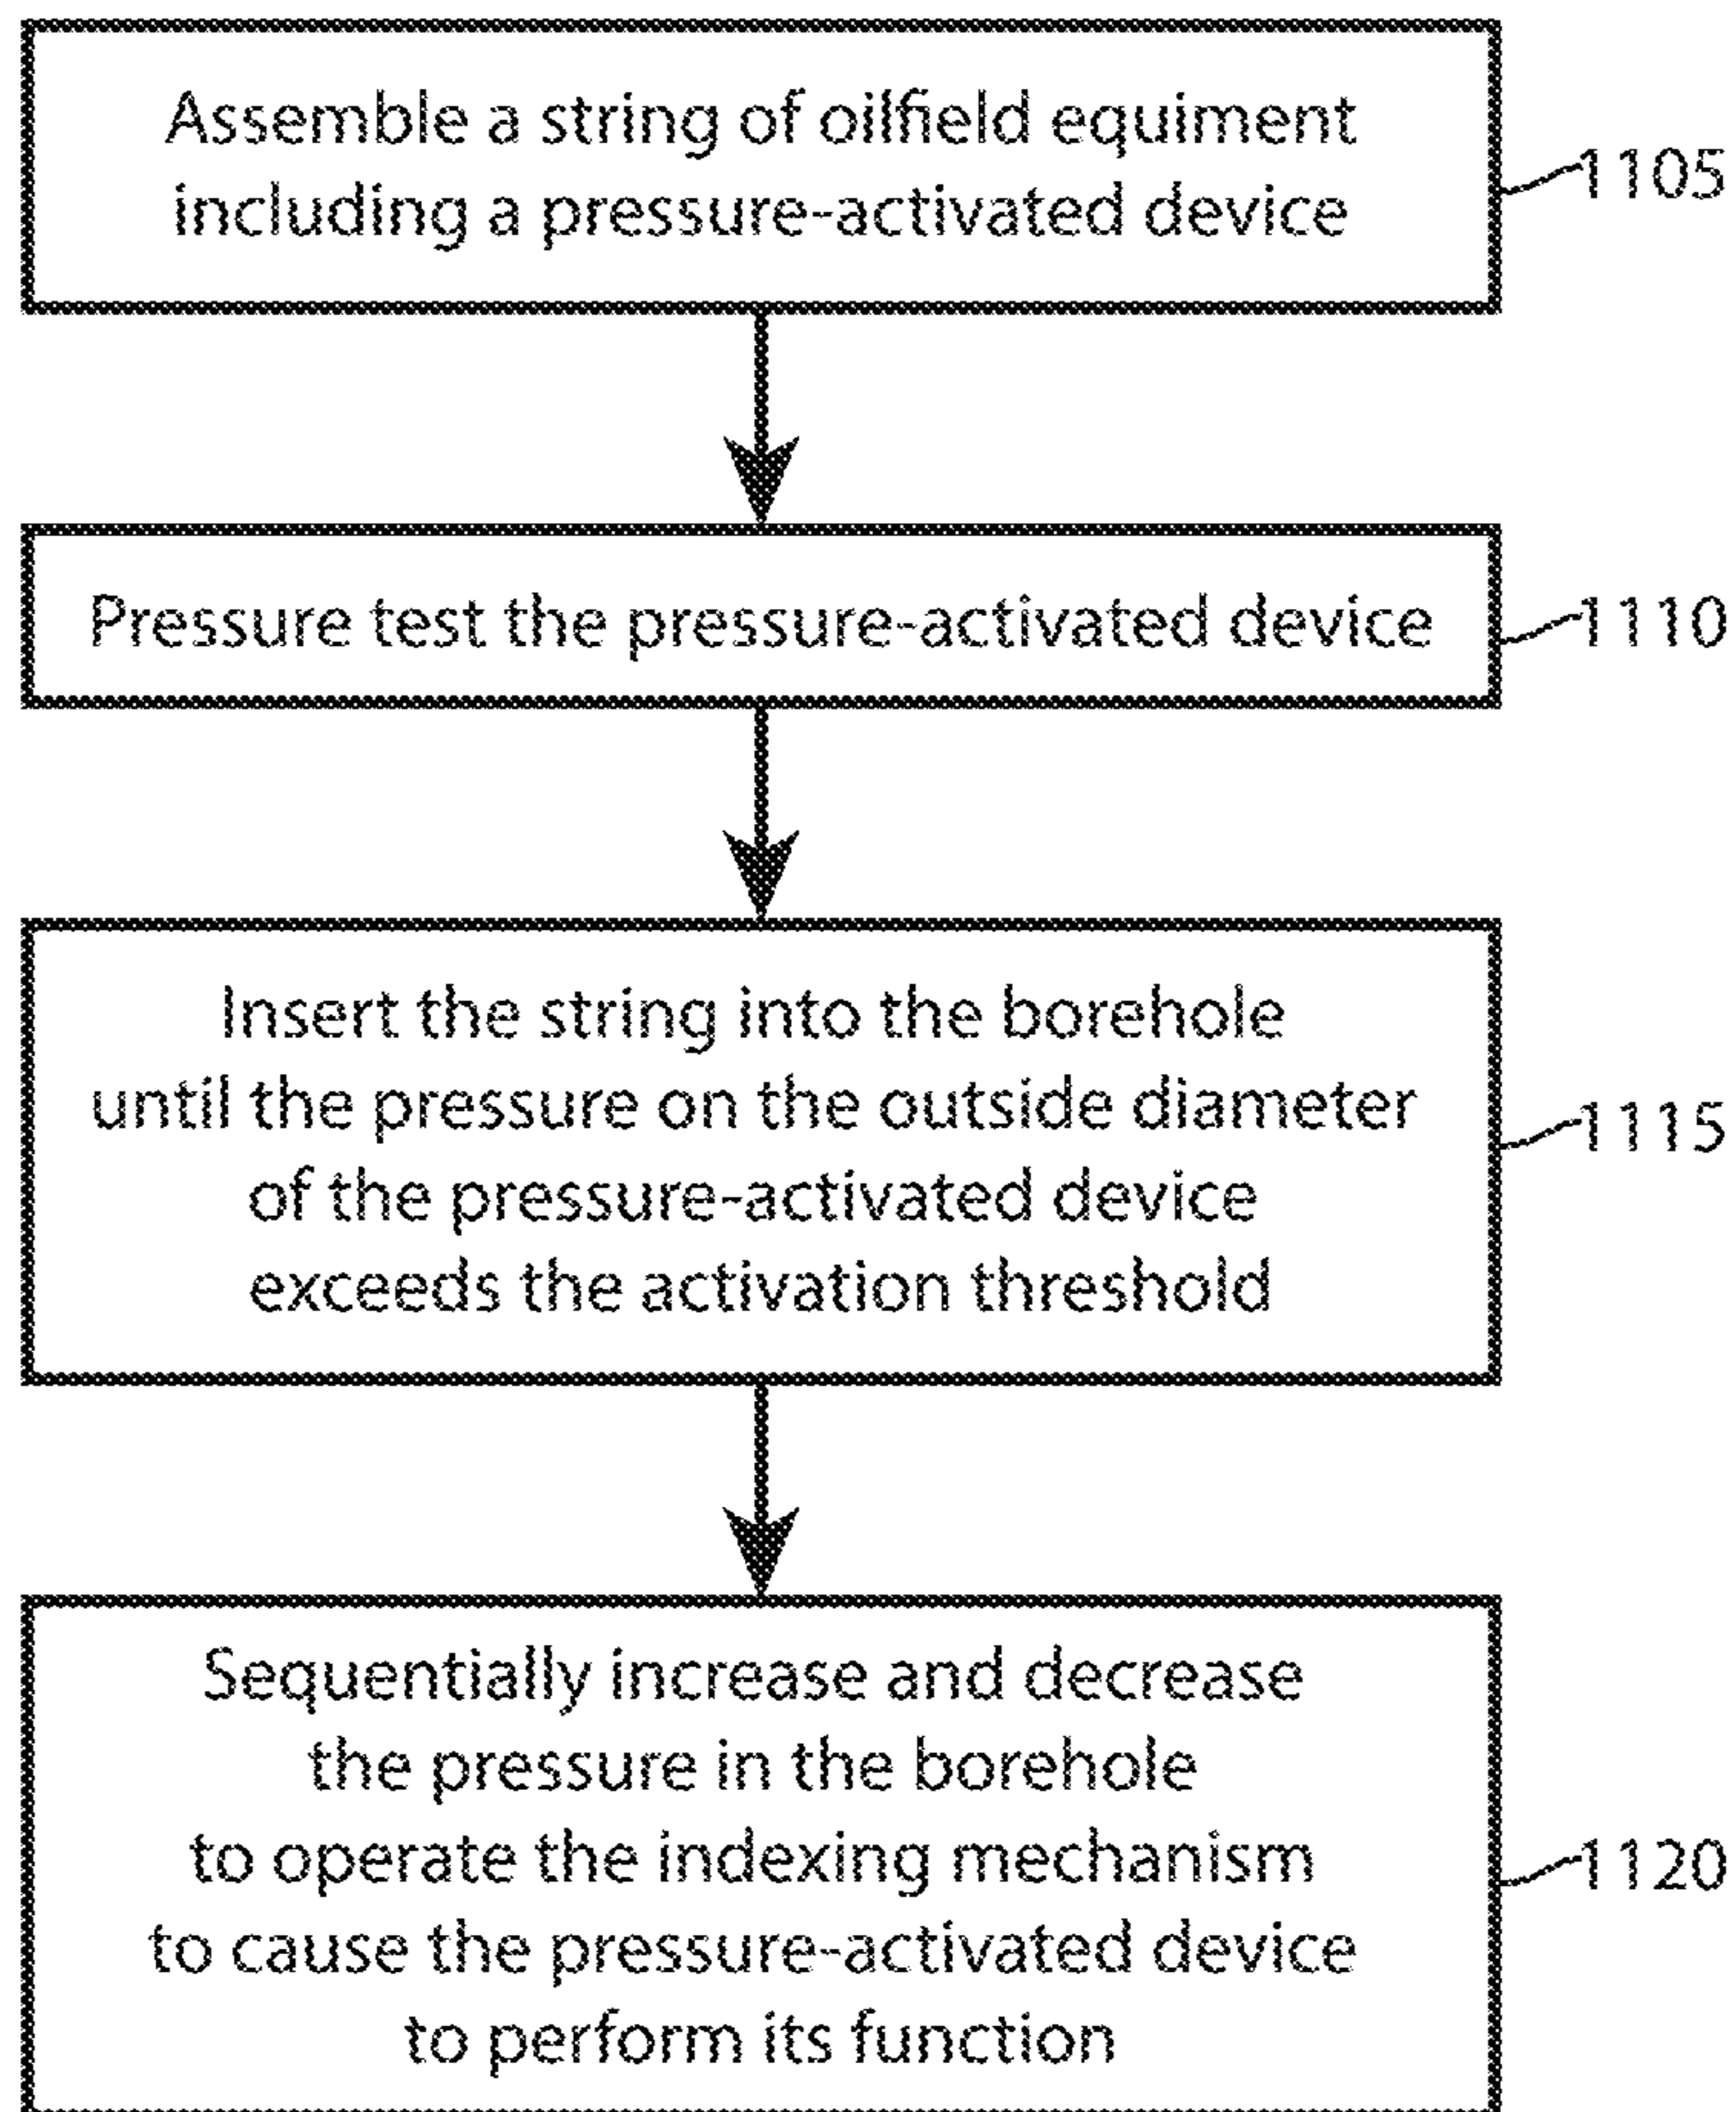 Assemble a string of oilfield equiment
including a pressure-activated device
1105
Pressure test the pressure-activated device
1110
Insert the string into the borehole
until the pressure on the outside diameter
of the pressure-activated device
exceeds the activation threshold
1115
Sequentially increase and decrease
the pressure in the borehole
to operate the indexing mechanism
to cause the pressure-activated device
to perform its function
1120